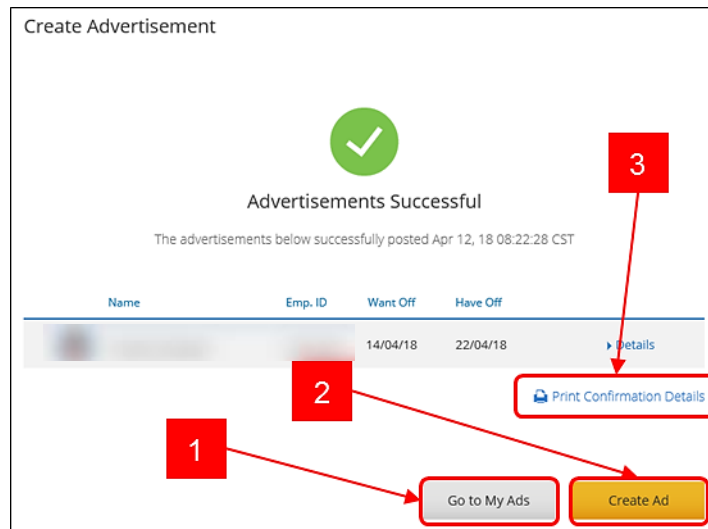 Create Advertisement
3
Advertisements Successful
The advertisements below successfully posted Apr 12, 18 08:22:28 CST
Name Emp. ID Want Off Have Off
14/04/18 22/04/18 Details
2
Print Confirmation Details
1
Go to My Ads Create Ad